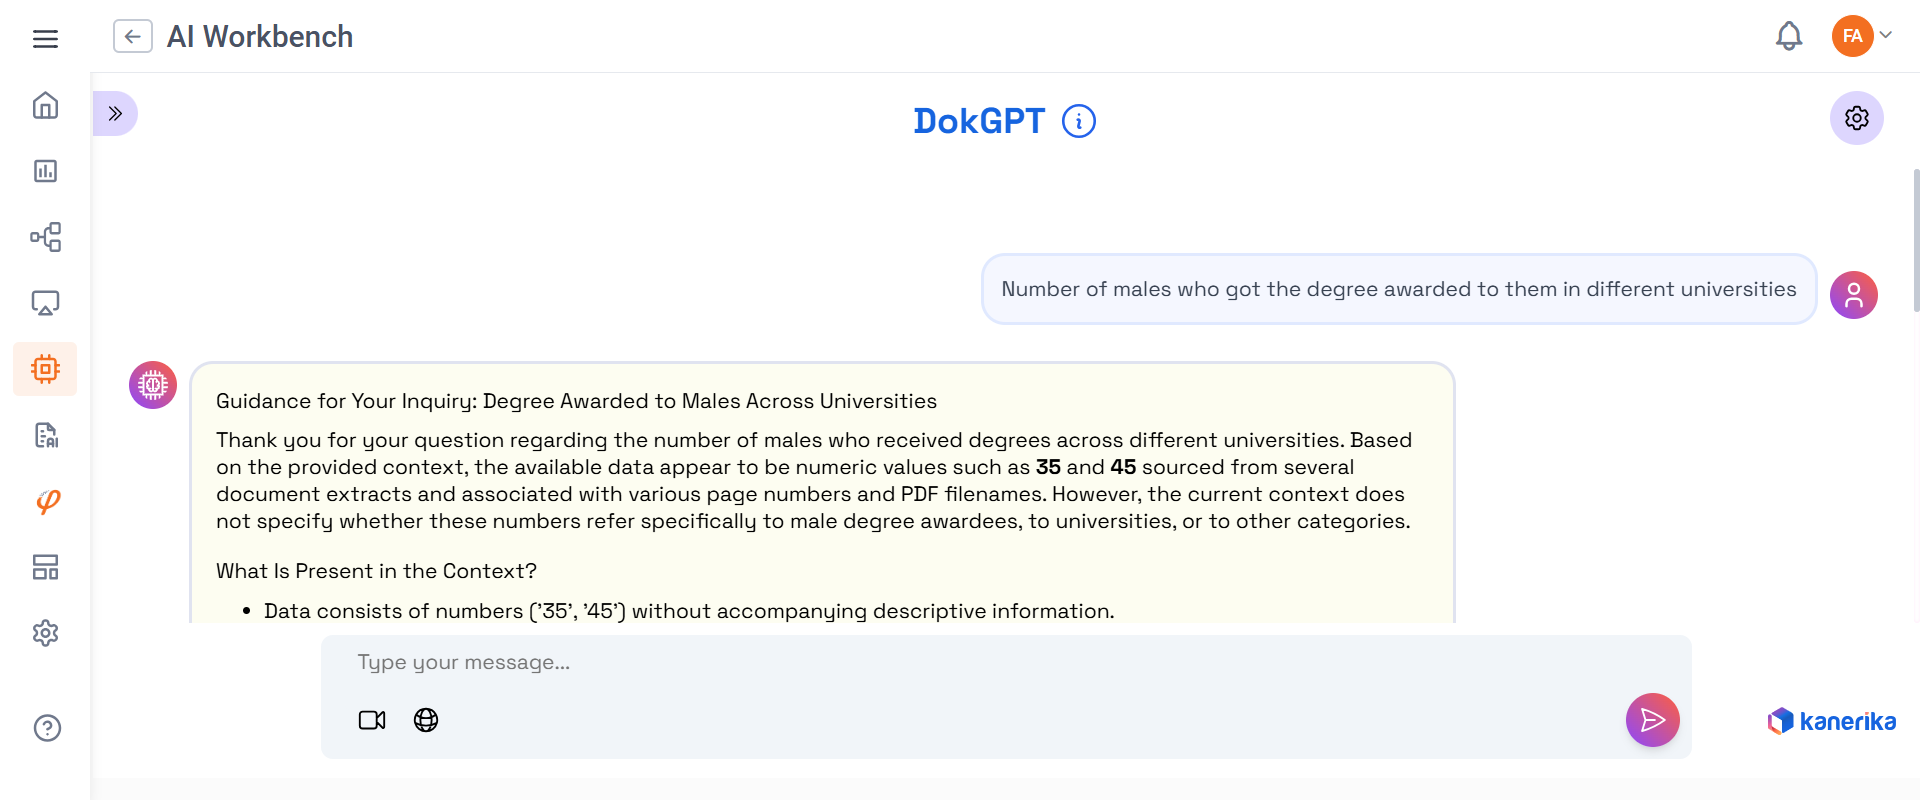 AI Workbench
FA
DokGPT
Number of males who got the degree awarded to them in different universities
Guidance for Your Inquiry: Degree Awarded to Males Across Universities
Thank you for your question regarding the number of males who received degrees across different universities. Based
on the provided context, the available data appear to be numeric values such as 35 and 45 sourced from several
document extracts and associated with various page numbers and PDF filenames. However, the current context does
not specify whether these numbers refer specifically to male degree awardees, to universities, or to other categories.
What Is Present in the Context?
• Data consists of numbers ('35', '45') without accompanying descriptive information.
Type your message...
kanerika